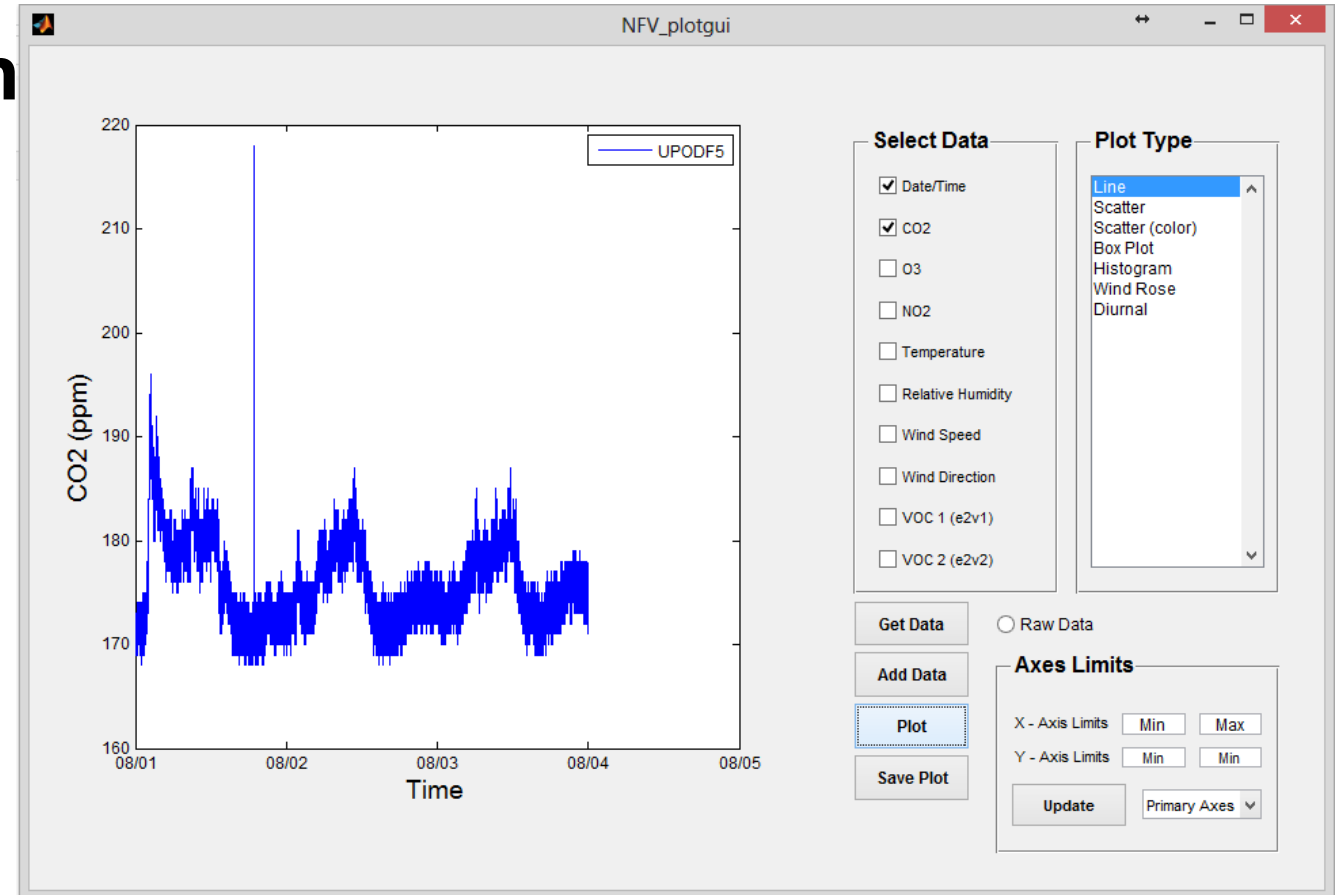 n
NFV_plotgui
220
210
200
190
180
170
160
CO2 (ppm)
UPODF5
08/01
08/02
08/03
08/04
08/05
Time
Select Data
Date/Time
CO2
O3
NO2
Temperature
Relative Humidity
Wind Speed
Wind Direction
VOC 1 (e2v1)
VOC 2 (e2v2)
Plot Type
Line
Scatter
Scatter (color)
Box Plot
Histogram
Wind Rose
Diurnal
Get Data
Raw Data
Add Data
Plot
Save Plot
Axes Limits
X - Axis Limits Min Max
Y - Axis Limits Min Min
Update Primary Axes